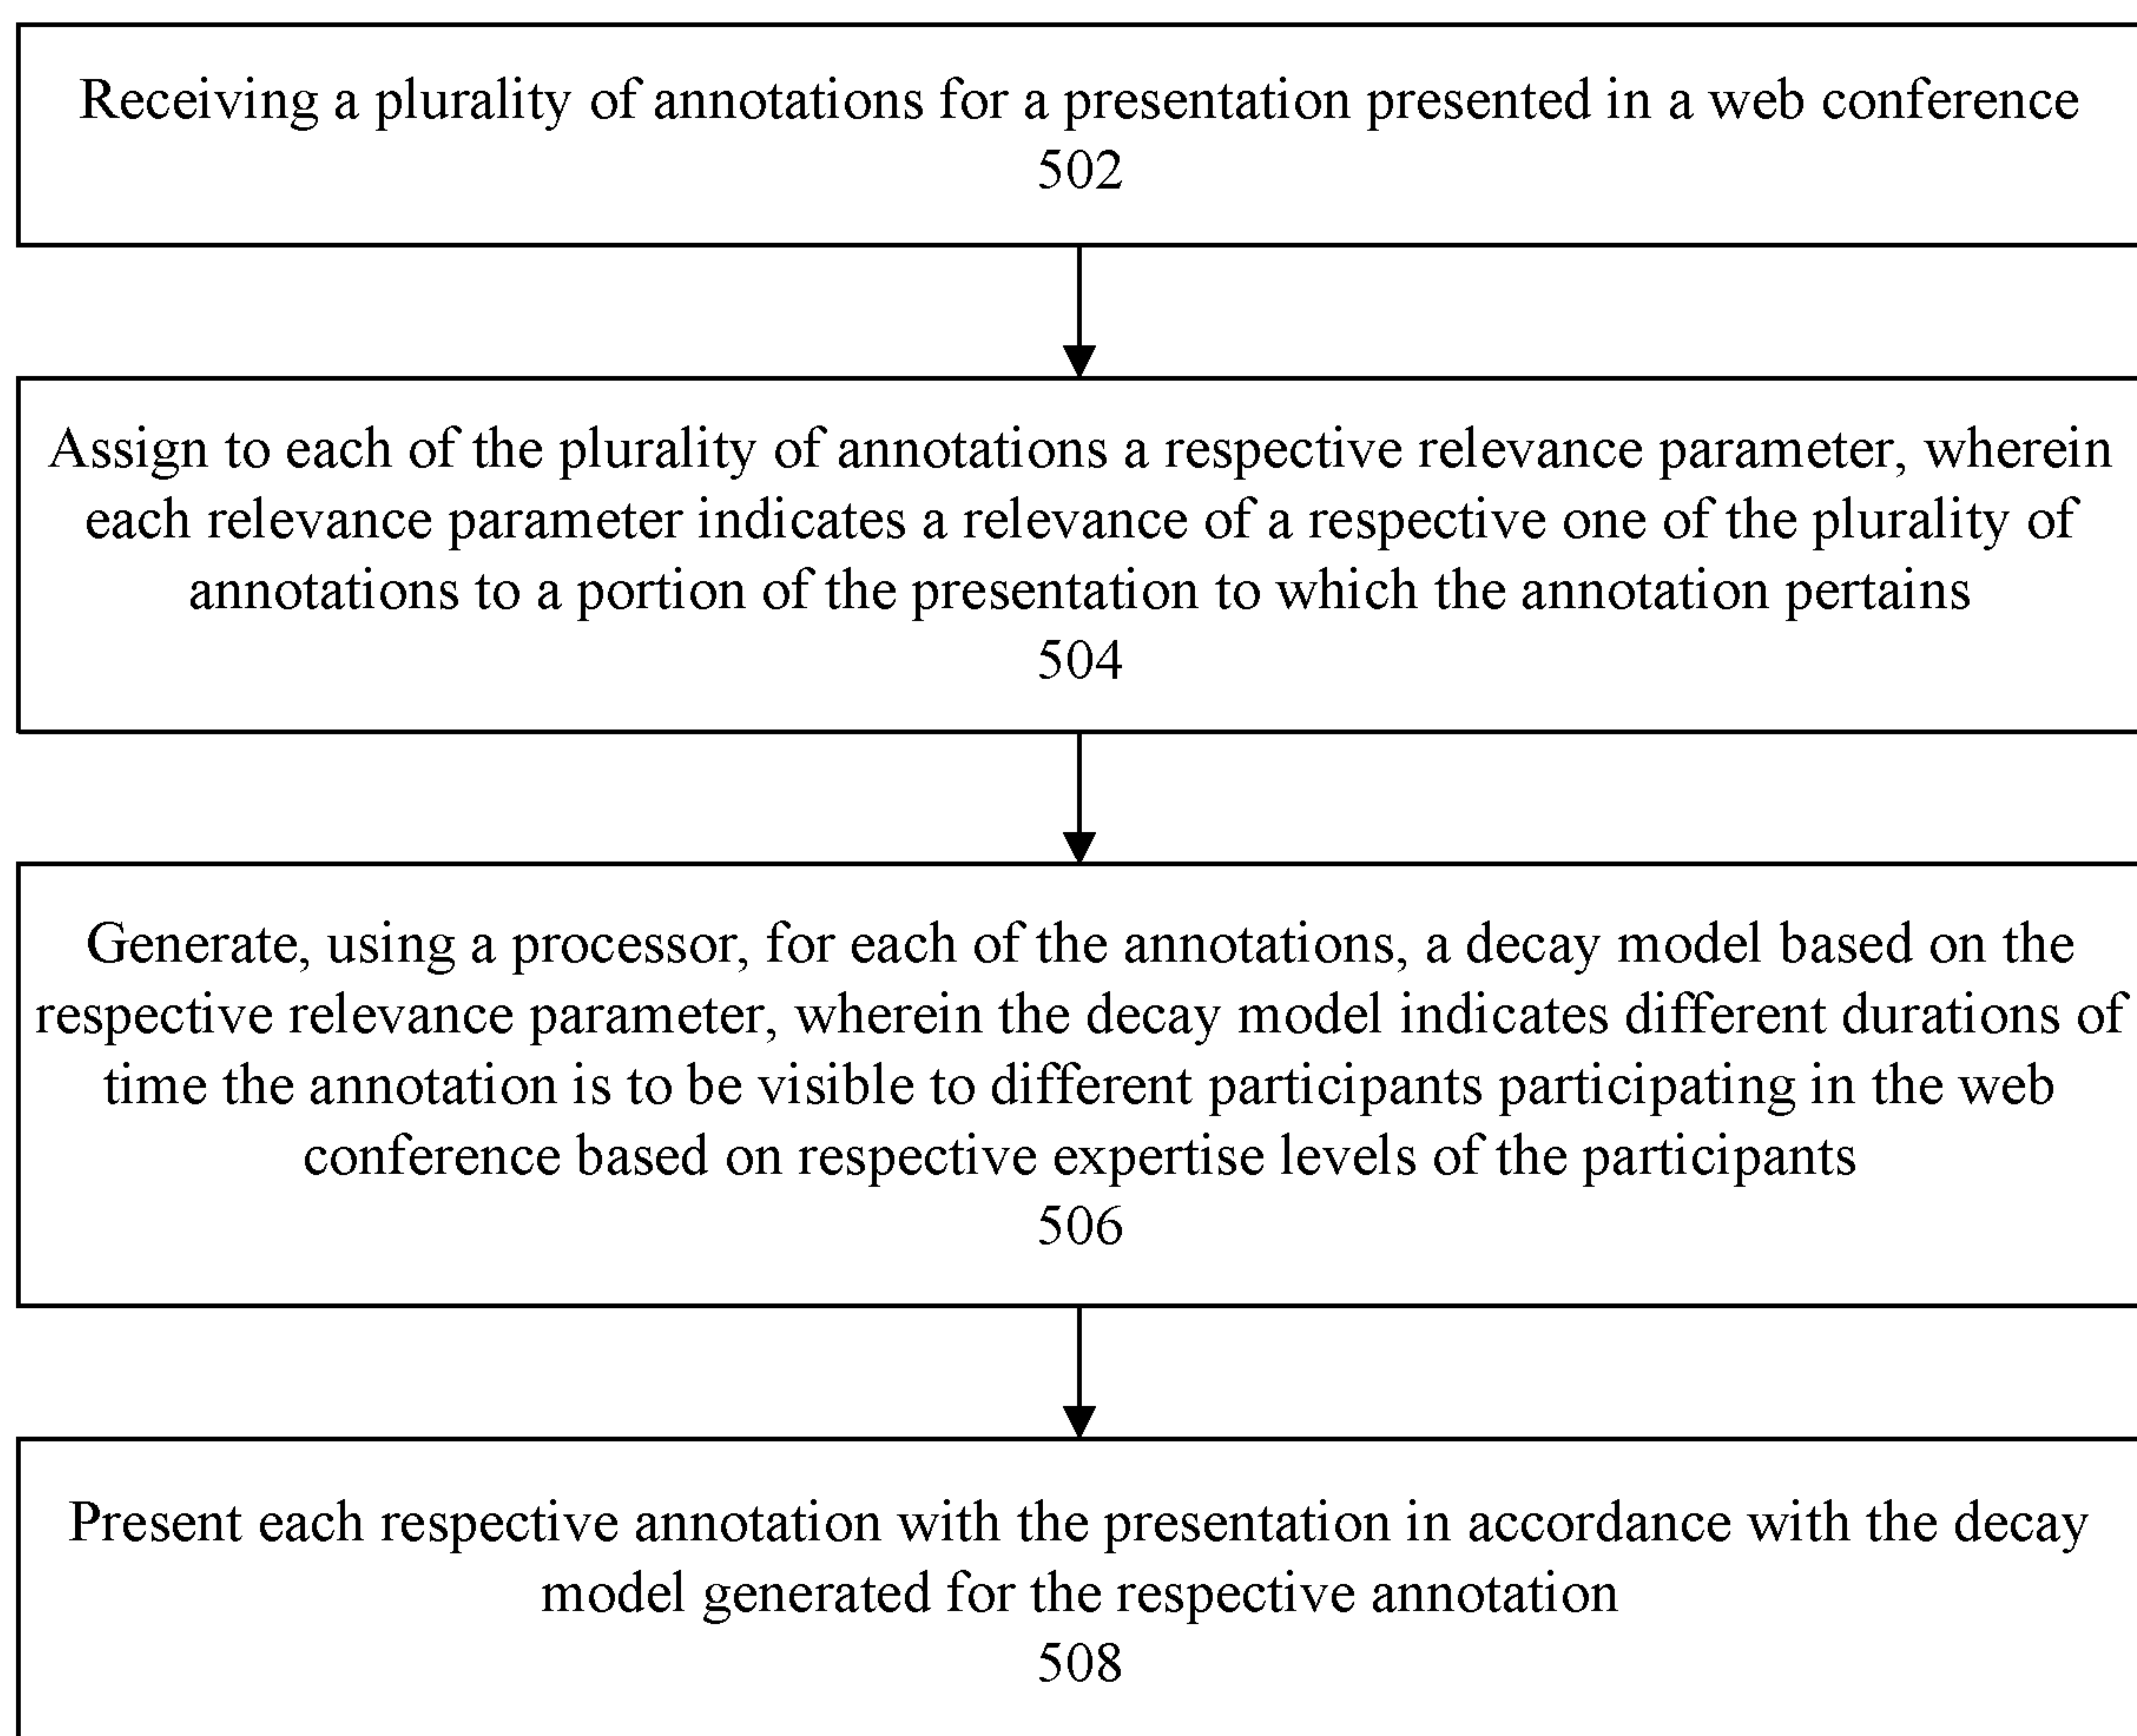 Receiving a plurality of annotations for a presentation presented in a web conference
502
Assign to each of the plurality of annotations a respective relevance parameter, wherein
each relevance parameter indicates a relevance of a respective one of the plurality of
annotations to a portion of the presentation to which the annotation pertains
504
Generate, using a processor, for each of the annotations, a decay model based on the
respective relevance parameter, wherein the decay model indicates different durations of
time the annotation is to be visible to different participants participating in the web
conference based on respective expertise levels of the participants
506
Present each respective annotation with the presentation in accordance with the decay
model generated for the respective annotation
508